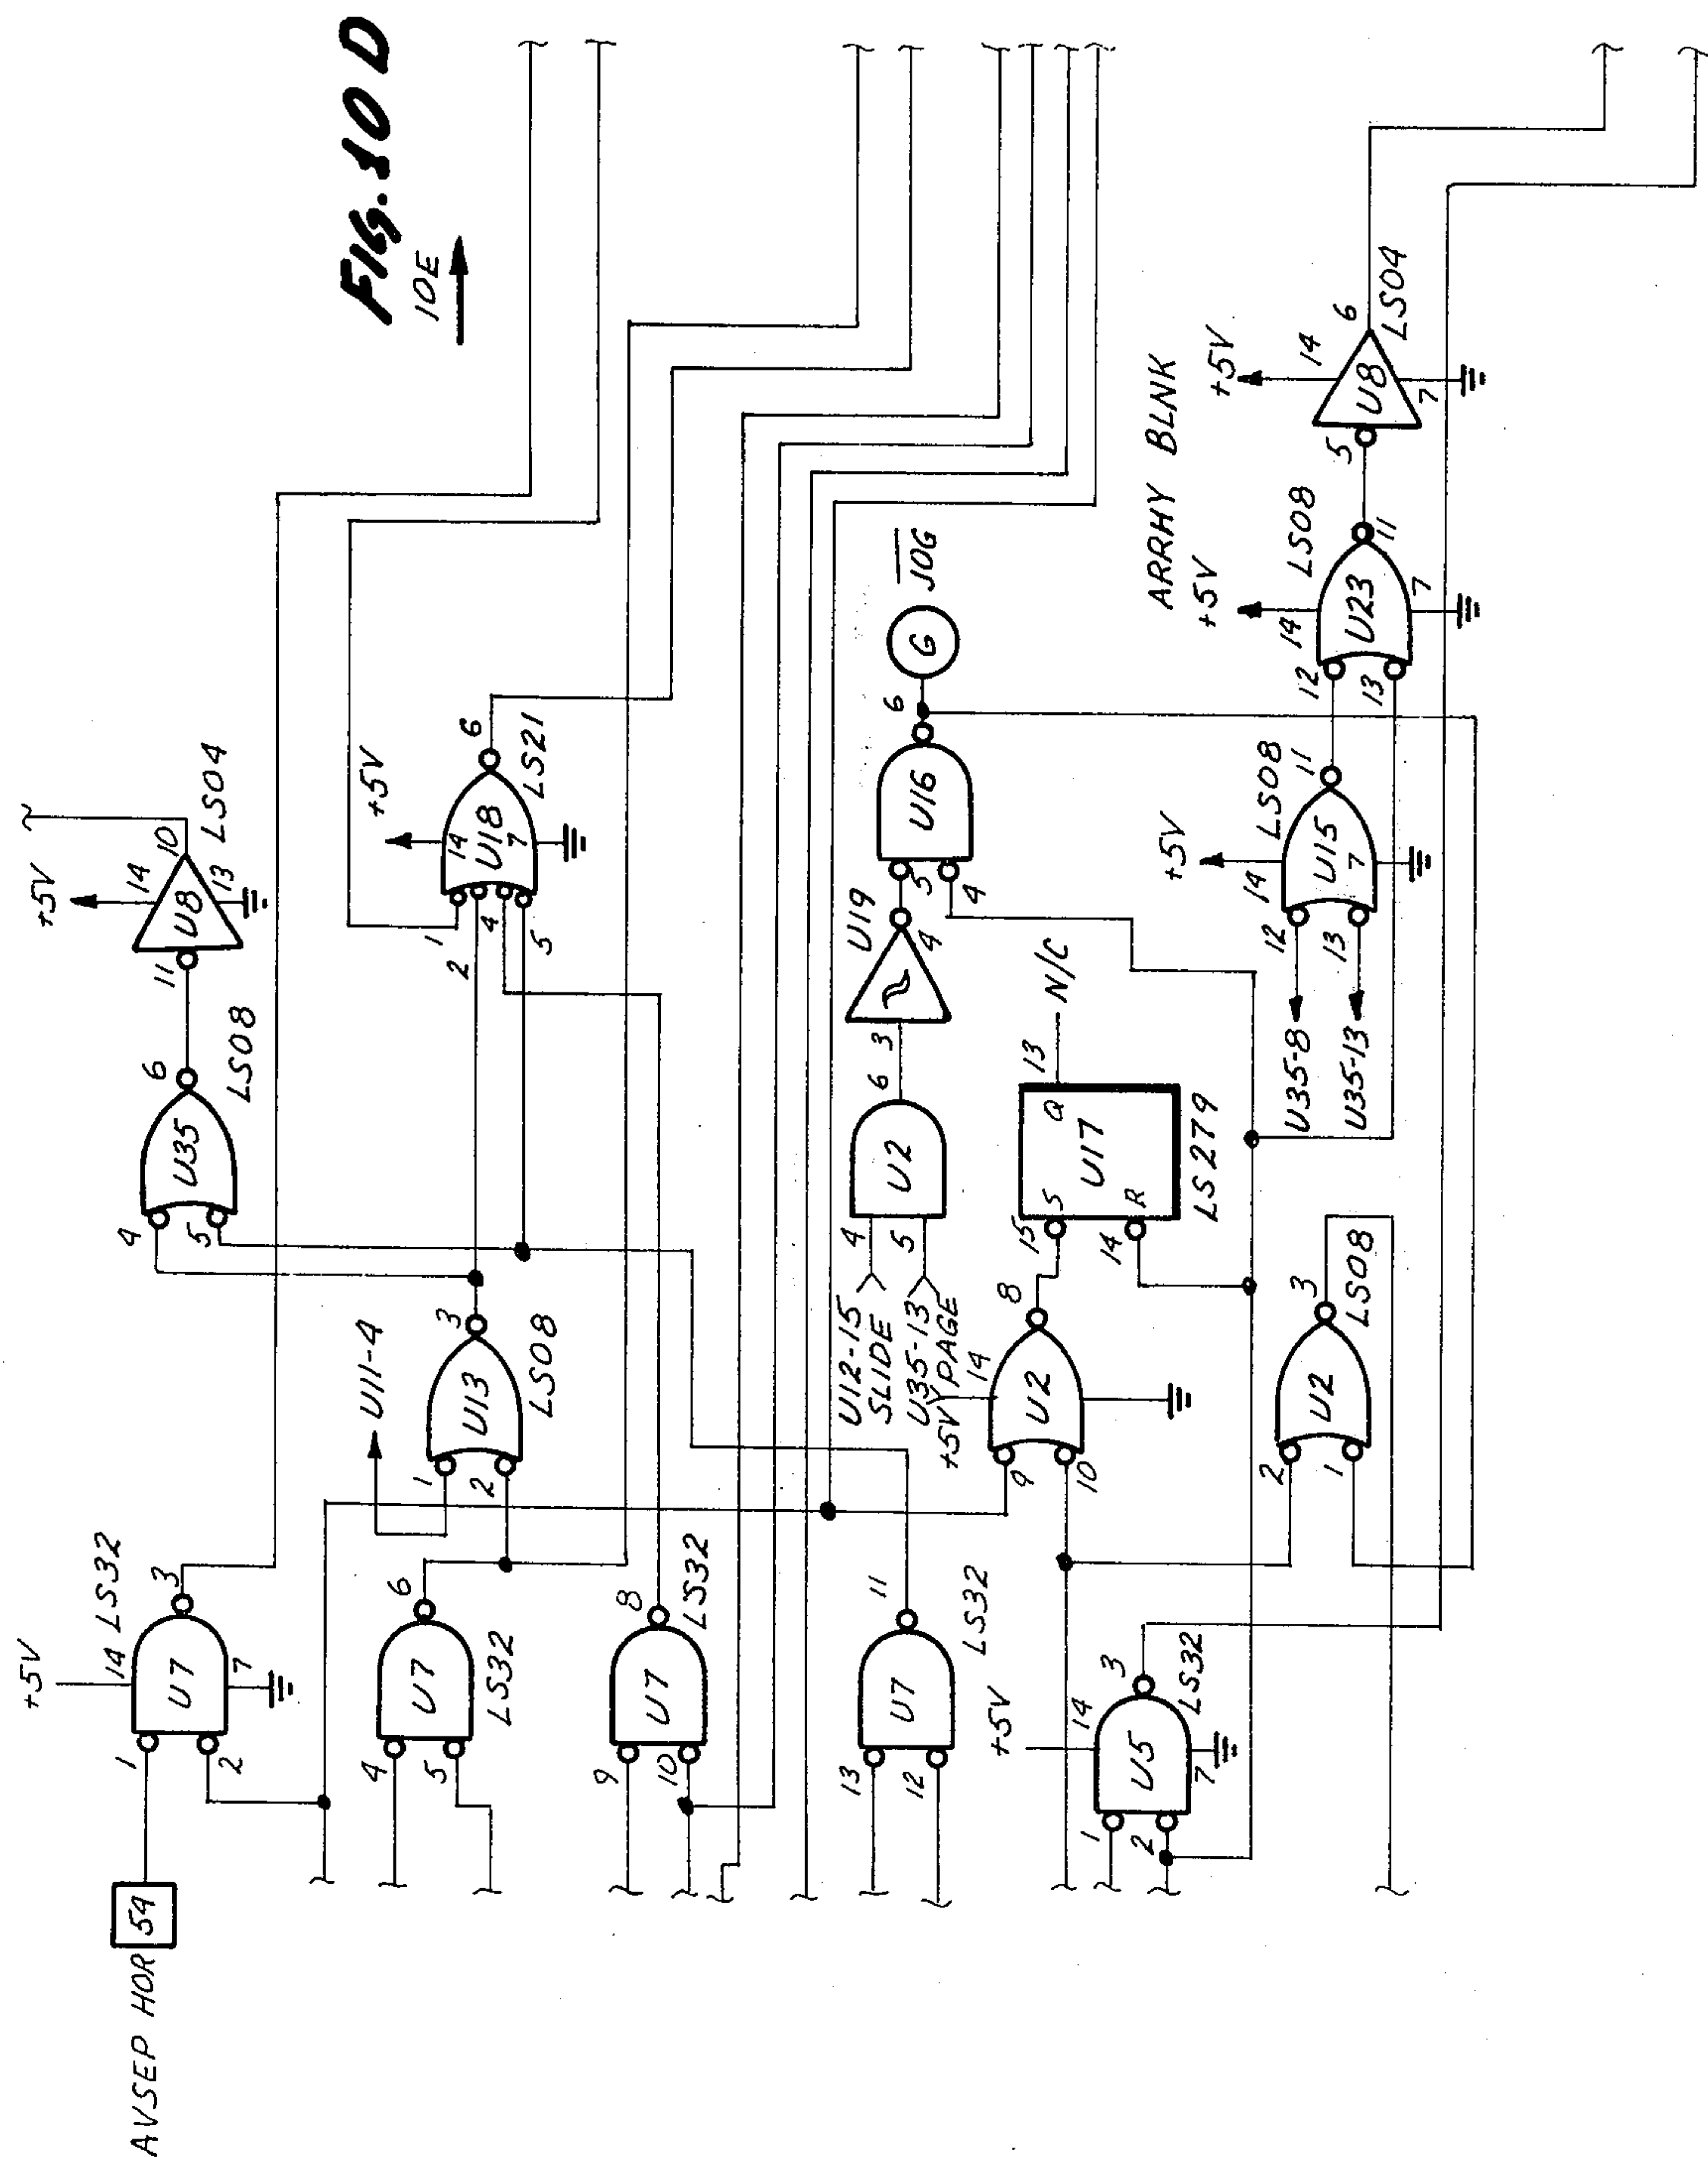 FIG. 10 D
10E
AVSEP HOR
54
1
2
+5V
14
U7
7
3
LS32
4
5
U7
6
LS32
9
10
U7
8
LS32
13
12
U7
11
LS32
+5V
14
1
2
U5
7
3
LS32
U11-4
1
2
U13
3
LS08
4
5
U35
6
LS08
+5V
14
11
U8
13
10
LS04
+5V
1
2
4
5
14
U18
7
6
LS21
U12-15
SLIDE
U35-13
PAGE
4
5
U2
6
3
U19
4
5
4
U16
6
G
JOG
+5V
14
9
10
U2
8
15
S
14
R
Q
U17
13
N/C
LS279
2
1
U2
3
LS08
U35-8
U35-13
12
13
+5V
14
U15
7
11
LS08
ARRHY BLNK
+5V
12
13
14
U23
7
11
LS08
+5V
14
5
U8
7
6
LS04